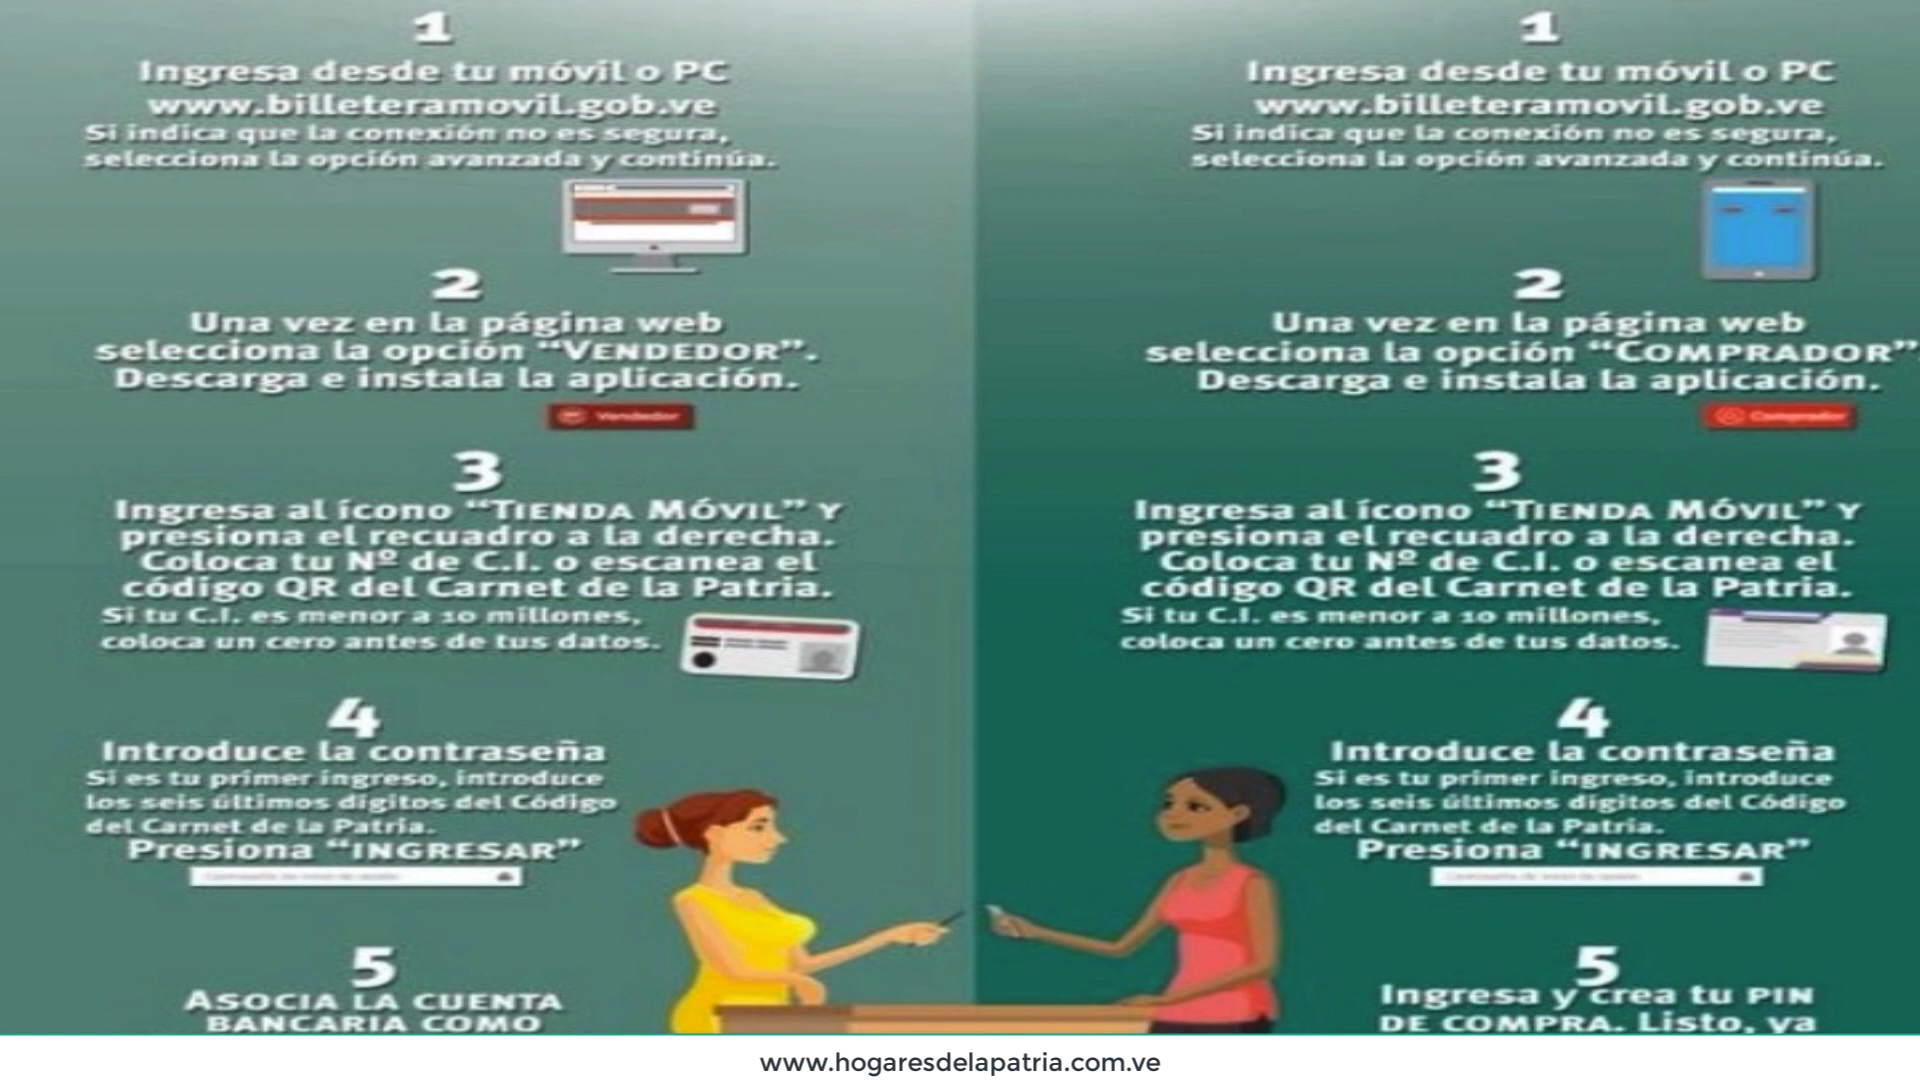 1
Ingresa desde tu móvil o PC
www.billeteramovil.gob.ve
Si indica que la conexión no es segura,
selecciona la opción avanzada y continúa.
2
Una vez en la página web
selecciona la opción “VENDEDOR”.
Descarga e instala la aplicación.
Vendedor
3
Ingresa al ícono “TIENDA MÓVIL” Y
presiona el recuadro a la derecha.
Coloca tu Nº de C.I. o escanea el
código QR del Carnet de la Patria.
Si tu C.I. es menor a 10 millones,
coloca un cero antes de tus datos.
4
Introduce la contraseña
Si es tu primer ingreso, introduce
los seis últimos dígitos del Código
del Carnet de la Patria.
Presiona “INGRESAR”
5
ASOCIA LA CUENTA
BANCARIA COMO
1
Ingresa desde tu móvil o PC
www.billeteramovil.gob.ve
Si indica que la conexión no es segura,
selecciona la opción avanzada y continúa.
2
Una vez en la página web
selecciona la opción “COMPRADOR”
Descarga e instala la aplicación.
Comprador
3
Ingresa al ícono “TIENDA MÓVIL” Y
presiona el recuadro a la derecha.
Coloca tu Nº de C.I. o escanea el
código QR del Carnet de la Patria.
Si tu C.I. es menor a 10 millones,
coloca un cero antes de tus datos.
4
Introduce la contraseña
Si es tu primer ingreso, introduce
los seis últimos dígitos del Código
del Carnet de la Patria.
Presiona “INGRESAR”
5
Ingresa y crea tu PIN
DE COMPRA. Listo, ya
www.hogaresdelapatria.com.ve